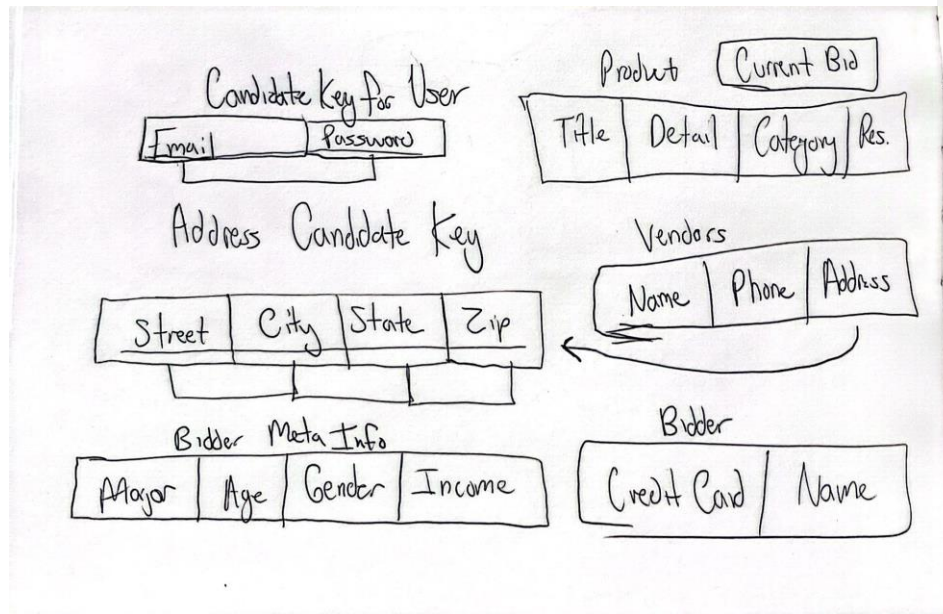 Candidate Key for User
Email Password
Product Current Bid
Title Detail Category Res.
Address Candidate Key
Street City State Zip
Vendors
Name Phone Address
Bidder Meta Info
Major Age Gender Income
Bidder
Credit Card Name